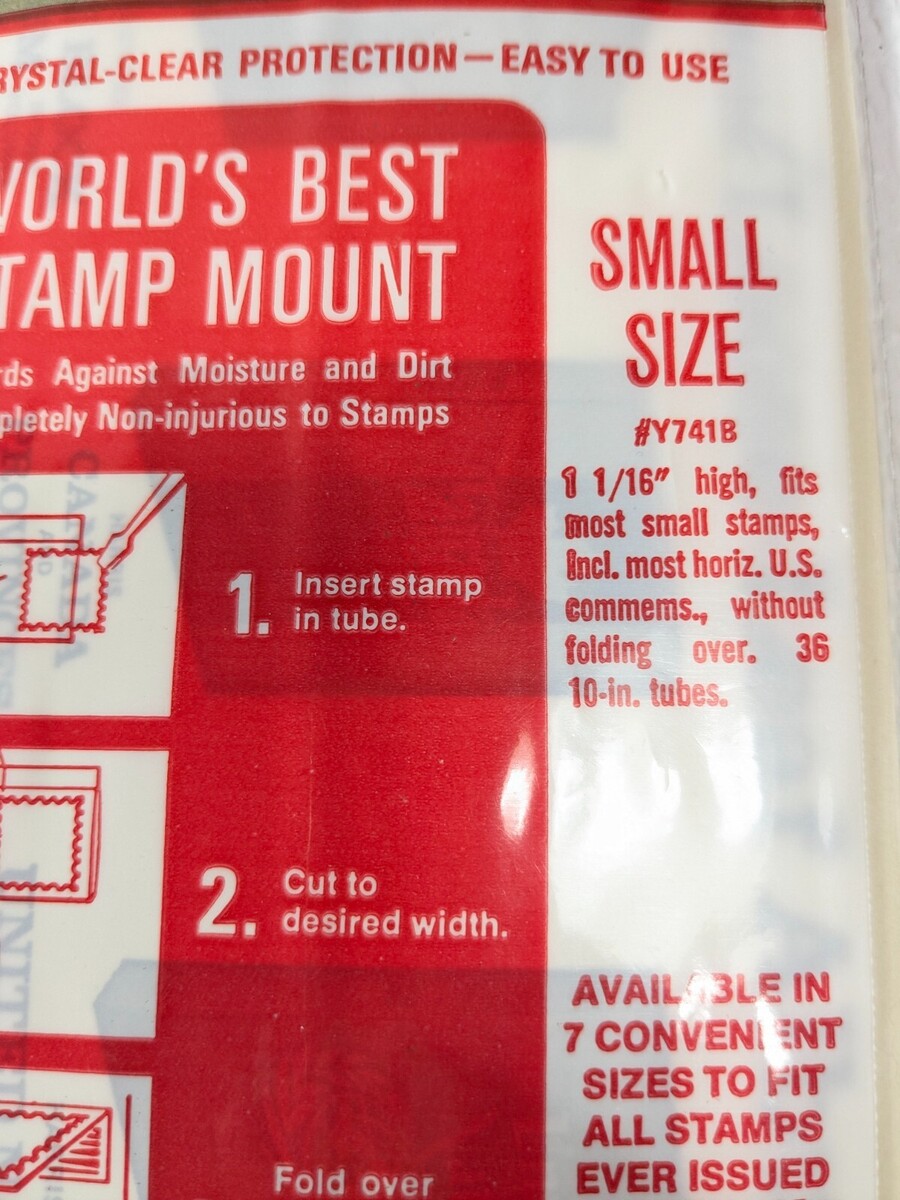 RYSTAL-CLEAR PROTECTION—EASY TO USE
WORLD'S BEST
TAMP MOUNT
rds Against Moisture and Dirt
pletely Non-injurious to Stamps
1. Insert stamp
in tube.
2. Cut to
desired width.
Fold over
SMALL
SIZE
#Y741B
1 1/16" high, fits
most small stamps,
incl. most horiz. U.S.
commems., without
folding over. 36
10-in. tubes.
AVAILABLE IN
7 CONVENIENT
SIZES TO FIT
ALL STAMPS
EVER ISSUED